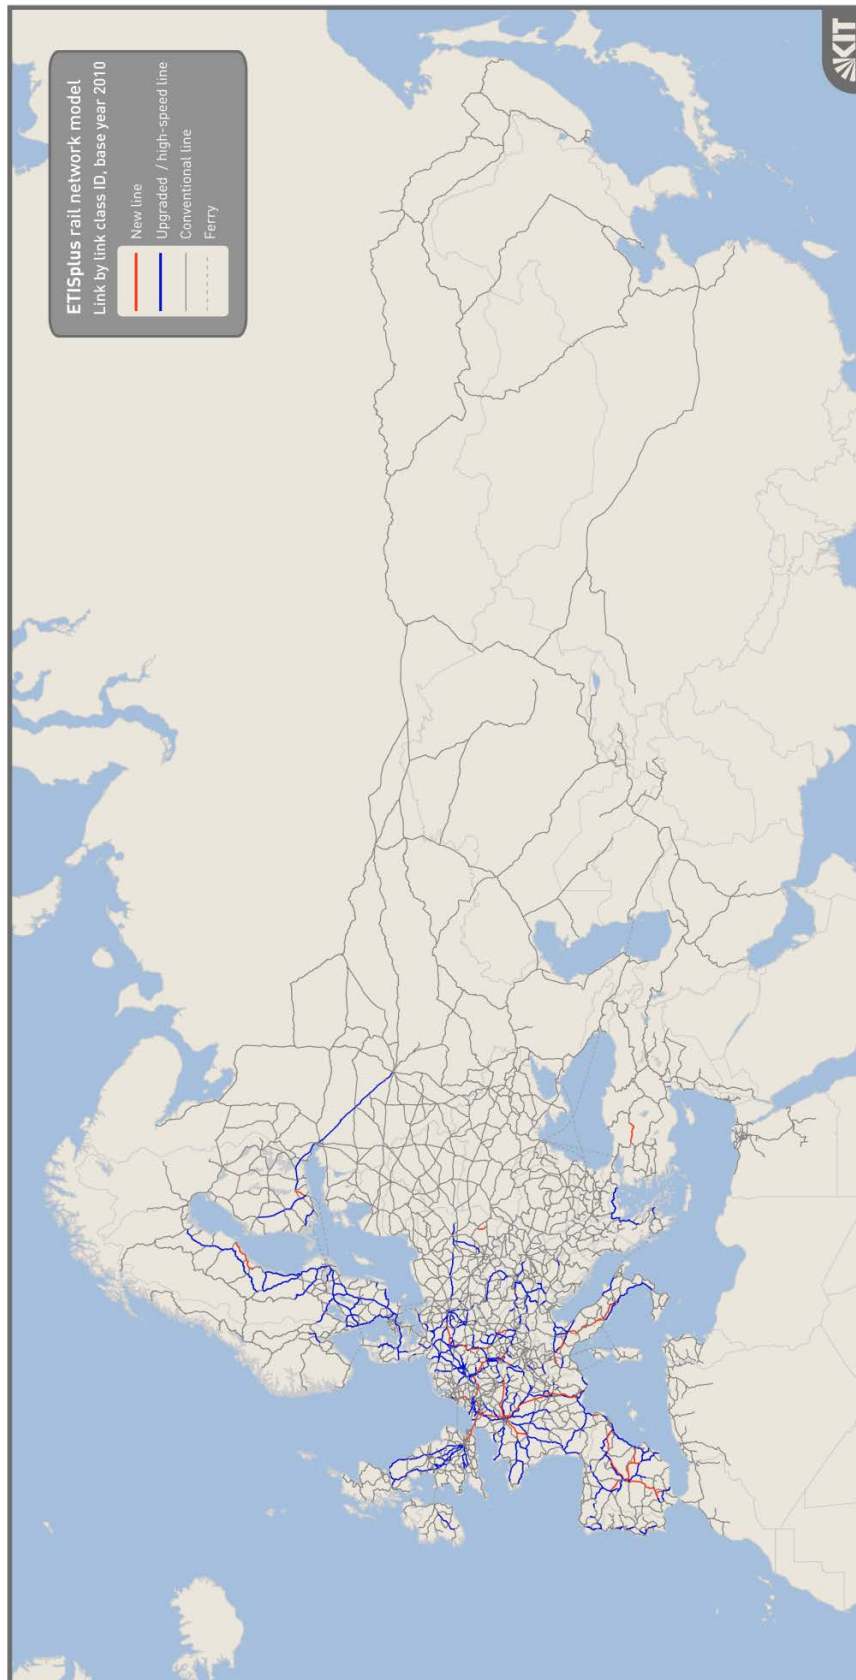 ETISplus rail network model
Link by link class ID, base year 2010
New line
Upgraded / high-speed line
Conventional line
Ferry
KIT